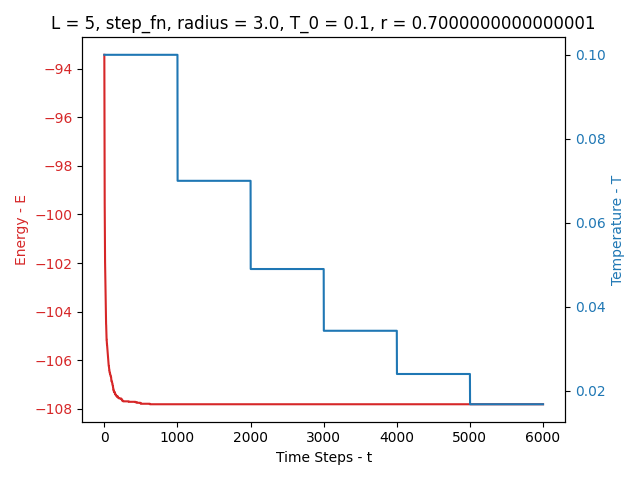 L = 5, step_fn, radius = 3.0, T_0 = 0.1, r = 0.7000000000000001
−94
−96
−98
−100
−102
−104
−106
−108
Energy - E
0.10
0.08
0.06
0.04
0.02
Temperature - T
0 1000 2000 3000 4000 5000 6000
Time Steps - t